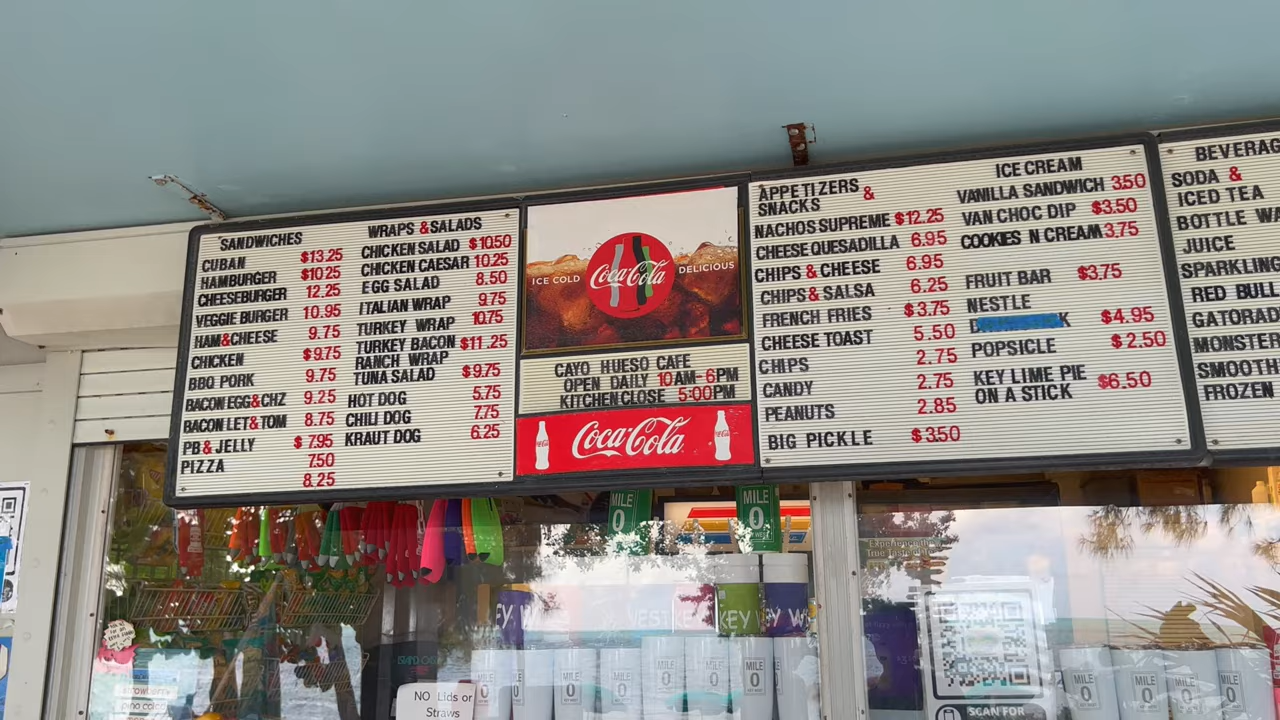 SANDWICHES
CUBAN $13.25
HAMBURGER $10.25
CHEESEBURGER 12.25
VEGGIE BURGER 10.95
HAM&CHEESE 9.75
CHICKEN $9.75
BBQ PORK 9.75
BACON EGG&CHZ 9.25
BACON LET&TOM 8.75
PB&JELLY $7.95
PIZZA 7.50
8.25
WRAPS &SALADS
CHICKEN SALAD $10.50
CHICKEN CAESAR 10.25
EGG SALAD 8.50
ITALIAN WRAP 9.75
TURKEY WRAP 10.75
TURKEY BACON $11.25
RANCH WRAP
TUNA SALAD $9.75
HOT DOG 5.75
CHILI DOG 7.75
KRAUT DOG 6.25
ICE COLD Coca-Cola DELICIOUS
CAYO HUESO CAFE
OPEN DAILY 10AM-6PM
KITCHEN CLOSE 5:00PM
Coca-Cola
APPETIZERS &
SNACKS
NACHOS SUPREME $12.25
CHEESE QUESADILLA 6.95
CHIPS & CHEESE 6.95
CHIPS& SALSA 6.25
FRENCH FRIES $3.75
CHEESE TOAST 5.50
CHIPS 2.75
CANDY 2.75
PEANUTS 2.85
BIG PICKLE $3.50
ICE CREAM
VANILLA SANDWICH 3.50
VAN CHOC DIP $3.50
COOKIES N CREAM 3.75
FRUIT BAR $3.75
NESTLE
$4.95
POPSICLE $2.50
KEY LIME PIE
ON A STICK $6.50
BEVERAG
SODA &
ICED TEA
BOTTLE WA
JUICE
SPARKLING
RED BULL
GATORAD
MONSTER
SMOOTH
FROZEN
MILE
0
MILE
0
KEY W
MILE
0
NO Lids or
Straws
SCAN FOR